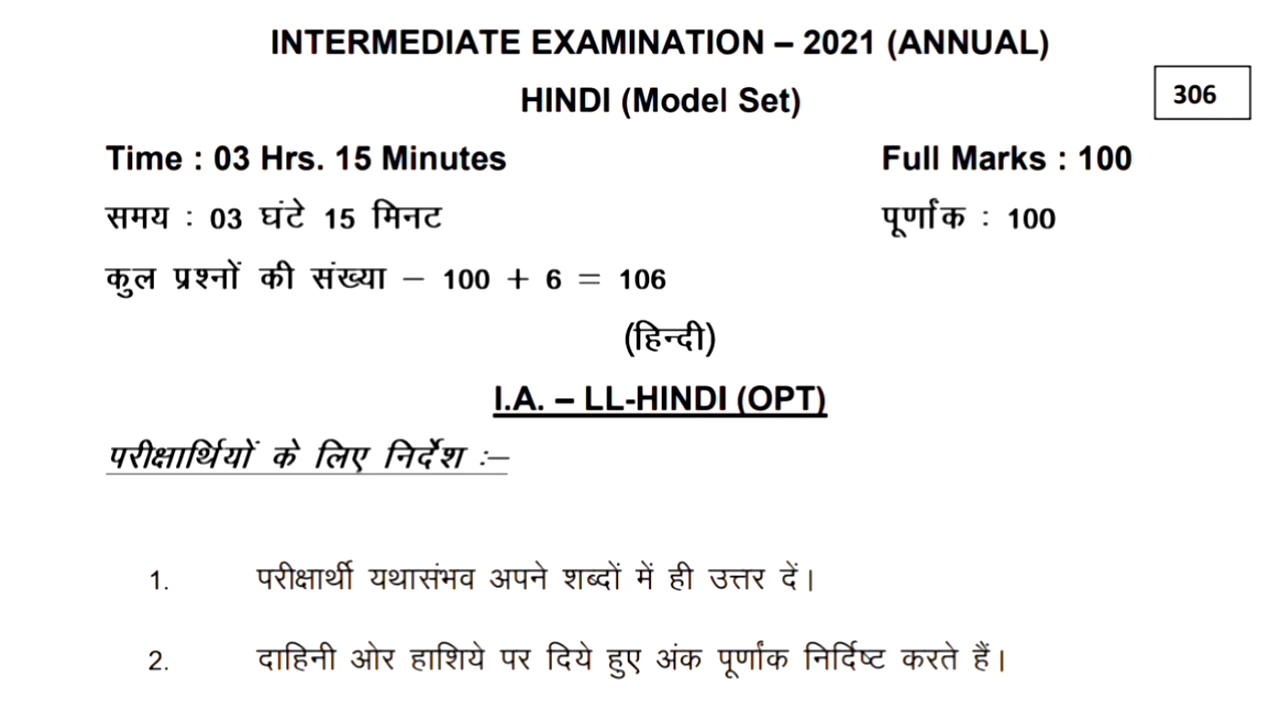 INTERMEDIATE EXAMINATION – 2021 (ANNUAL)
HINDI (Model Set)
306
Time : 03 Hrs. 15 Minutes Full Marks : 100
समय : 03 घंटे 15 मिनट पूर्णांक : 100
कुल प्रश्नों की संख्या – 100 + 6 = 106
(हिन्दी)
I.A. – LL-HINDI (OPT)
परीक्षार्थियों के लिए निर्देश :–
1. परीक्षार्थी यथासंभव अपने शब्दों में ही उत्तर दें।
2. दाहिनी ओर हाशिये पर दिये हुए अंक पूर्णांक निर्दिष्ट करते हैं।